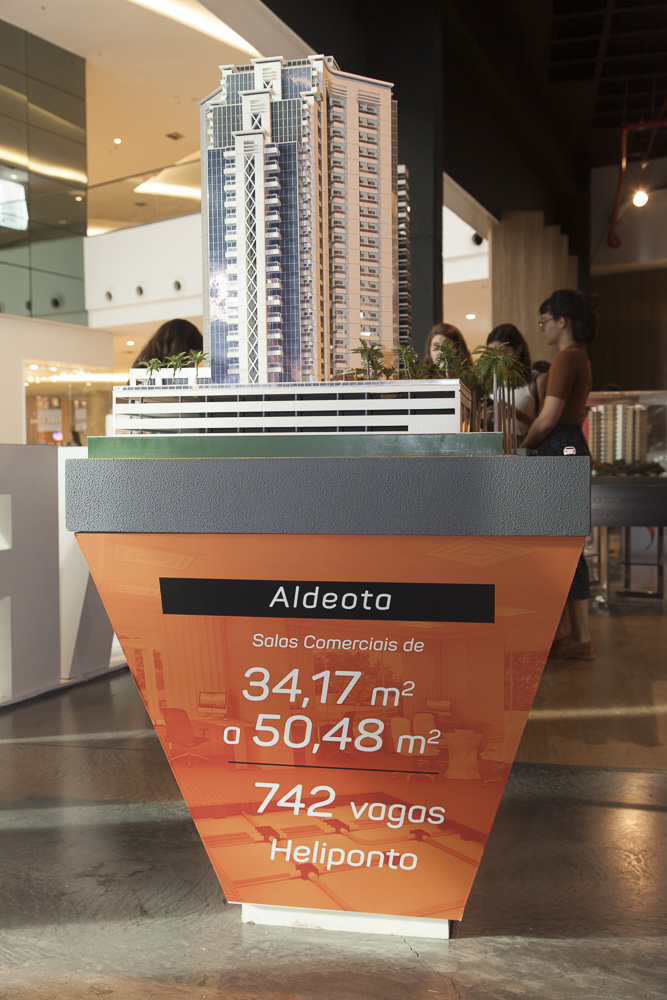 Aldeota
Salas Comerciais de
34,17 m²
a 50,48 m²
742 vagas
Heliponto